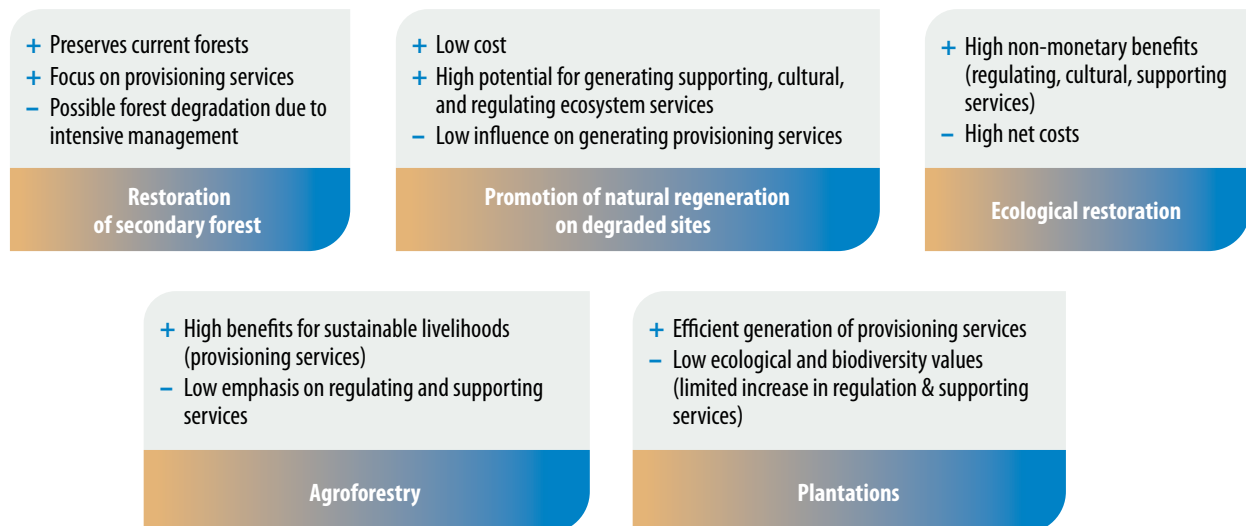 + Preserves current forests
+ Focus on provisioning services
– Possible forest degradation due to
intensive management
Restoration
of secondary forest
+ Low cost
+ High potential for generating supporting, cultural,
and regulating ecosystem services
– Low influence on generating provisioning services
Promotion of natural regeneration
on degraded sites
+ High non-monetary benefits
(regulating, cultural, supporting
services)
– High net costs
Ecological restoration
+ High benefits for sustainable livelihoods
(provisioning services)
– Low emphasis on regulating and supporting
services
Agroforestry
+ Efficient generation of provisioning services
– Low ecological and biodiversity values
(limited increase in regulation & supporting
services)
Plantations